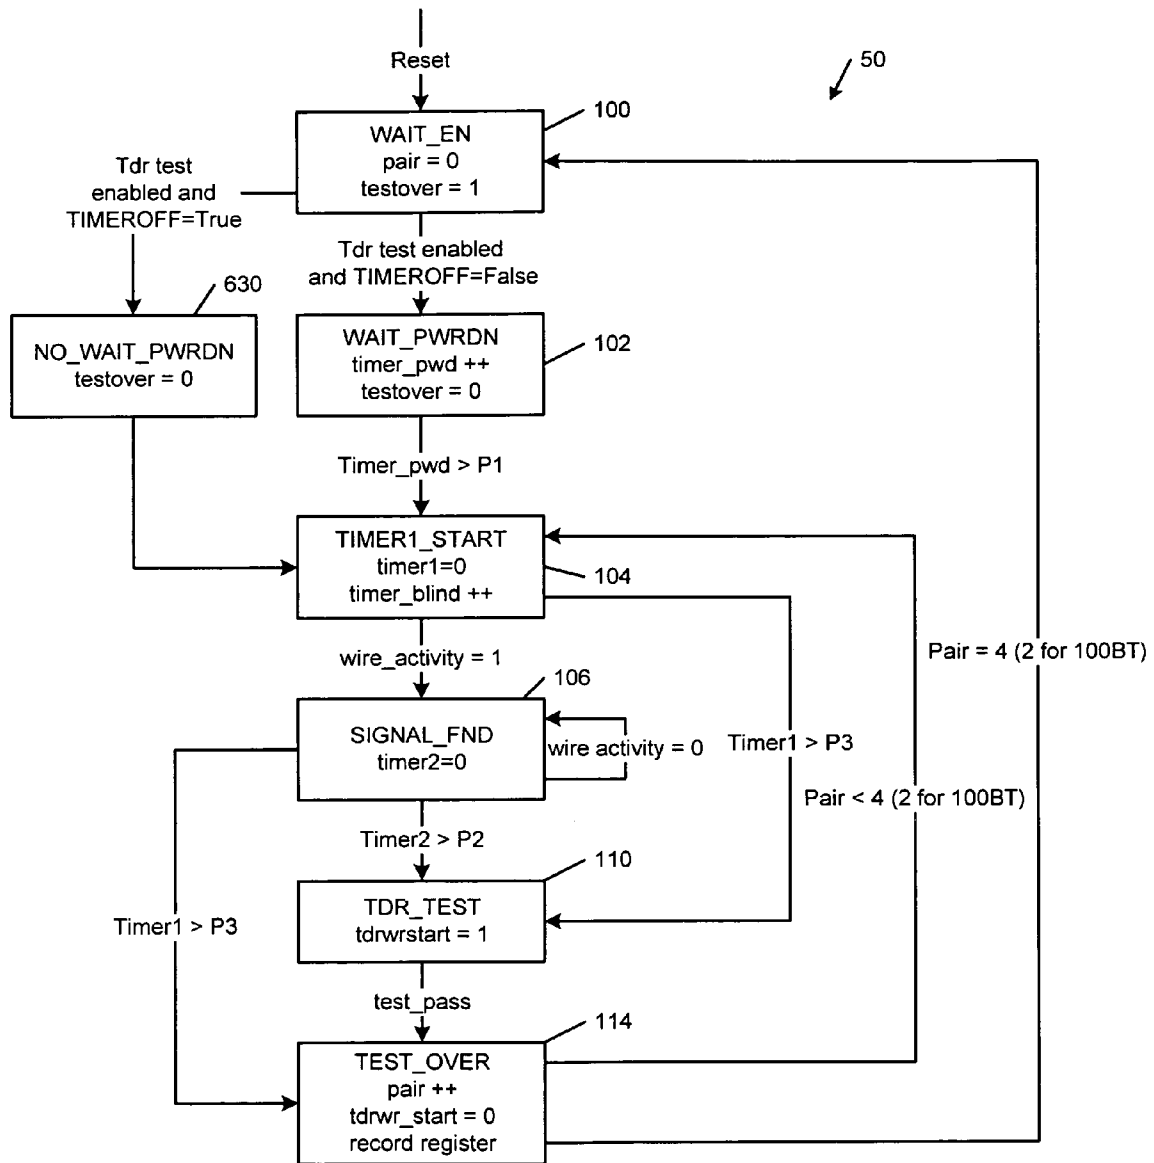 Reset
50
100
WAIT_EN
pair = 0
testover = 1
Tdr test
enabled and
TIMEROFF=True
Tdr test enabled
and TIMEROFF=False
630
NO_WAIT_PWRDN
testover = 0
WAIT_PWRDN
timer_pwd ++
testover = 0
102
Timer_pwd > P1
TIMER1_START
timer1=0
timer_blind ++
104
wire_activity = 1
Pair = 4 (2 for 100BT)
106
SIGNAL_FND
timer2=0
wire activity = 0
Timer1 > P3
Pair < 4 (2 for 100BT)
Timer2 > P2
110
TDR_TEST
tdrwrstart = 1
Timer1 > P3
test_pass
114
TEST_OVER
pair ++
tdrwr_start = 0
record register